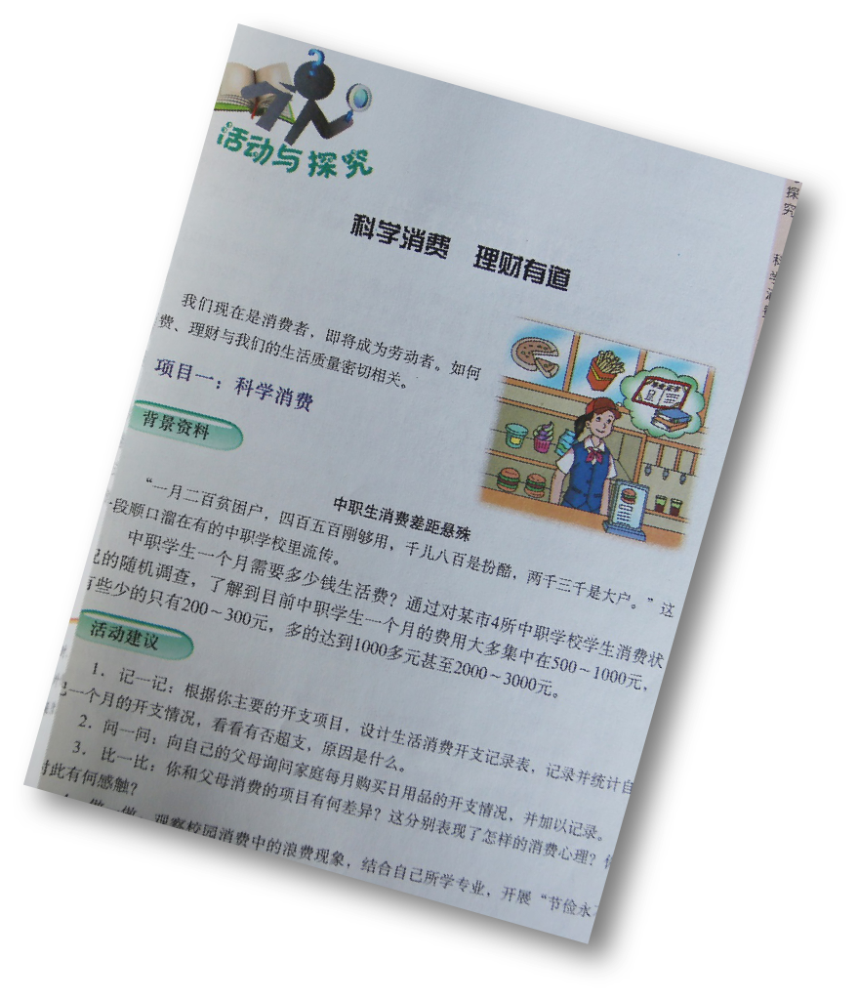 活动与探究
科学消费 理财有道
我们现在是消费者，即将成为劳动者。如何
费、理财与我们的生活质量密切相关。
项目一：科学消费
背景资料
中职生消费差距悬殊
“一月二百贫困户，四百五百刚够用，千儿八百是扮酷，两千三千是大户。”这
一段顺口溜在有的中职学校里流传。
中职学生一个月需要多少钱生活费？通过对某市4所中职学校学生消费状
况的随机调查，了解到目前中职学生一个月的费用大多集中在500～1000元，
有些少的只有200～300元，多的达到1000多元甚至2000～3000元。
活动建议
1．记一记：根据你主要的开支项目，设计生活消费开支记录表，记录并统计自
己一个月的开支情况，看看有否超支，原因是什么。
2．问一问：向自己的父母询问家庭每月购买日用品的开支情况，并加以记录。
3．比一比：你和父母消费的项目有何差异？这分别表现了怎样的消费心理？你
对此有何感触？
4．做一做：观察校园消费中的浪费现象，结合自己所学专业，开展“节俭永
探究
科学消费